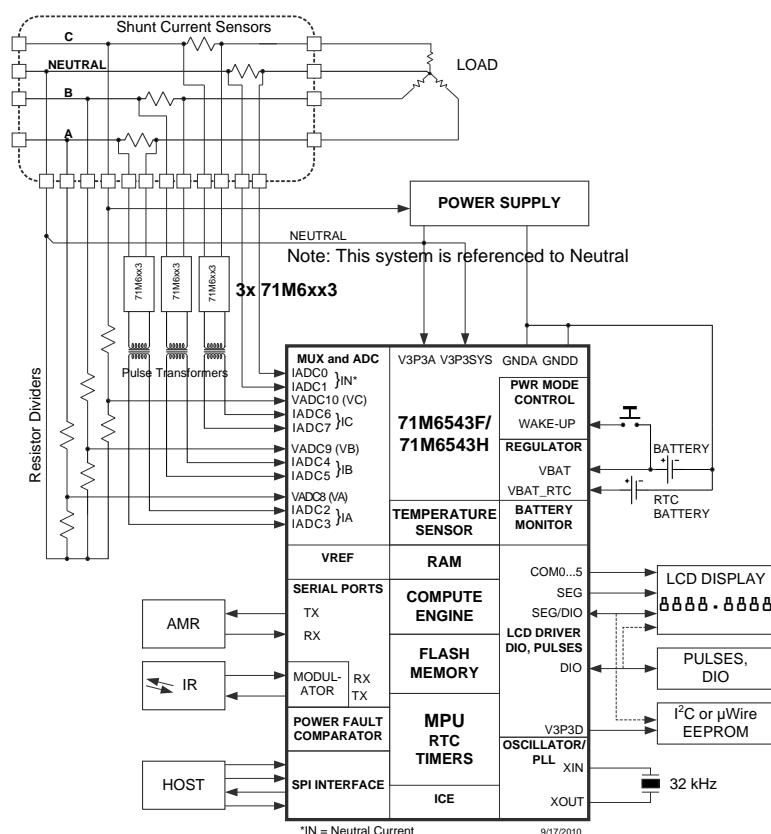 Shunt Current Sensors
C
NEUTRAL
B
A
LOAD
POWER SUPPLY
NEUTRAL
Note: This system is referenced to Neutral
71M6xx3
71M6xx3
71M6xx3
3x 71M6xx3
Pulse Transformers
Resistor Dividers
MUX and ADC
IADC0
IADC1
}IN*
VADC10 (VC)
IADC6
IADC7
}IC
VADC9 (VB)
IADC4
IADC5
}IB
VADC8 (VA)
IADC2
IADC3
}IA
V3P3A
V3P3SYS
GNDA
GNDD
71M6543F/
71M6543H
PWR MODE
CONTROL
WAKE-UP
REGULATOR
VBAT
VBAT_RTC
BATTERY
RTC
BATTERY
TEMPERATURE
SENSOR
BATTERY
MONITOR
VREF
RAM
SERIAL PORTS
TX
RX
AMR
COMPUTE
ENGINE
COM0...5
SEG
SEG/DIO
LCD DRIVER
DIO, PULSES
DIO
LCD DISPLAY
FLASH
MEMORY
IR
MODUL-
ATOR
RX
TX
PULSES,
DIO
POWER FAULT
COMPARATOR
MPU
RTC
TIMERS
V3P3D
I²C or µWire
EEPROM
OSCILLATOR/
PLL
XIN
XOUT
32 kHz
HOST
SPI INTERFACE
ICE
*IN = Neutral Current
9/17/2010